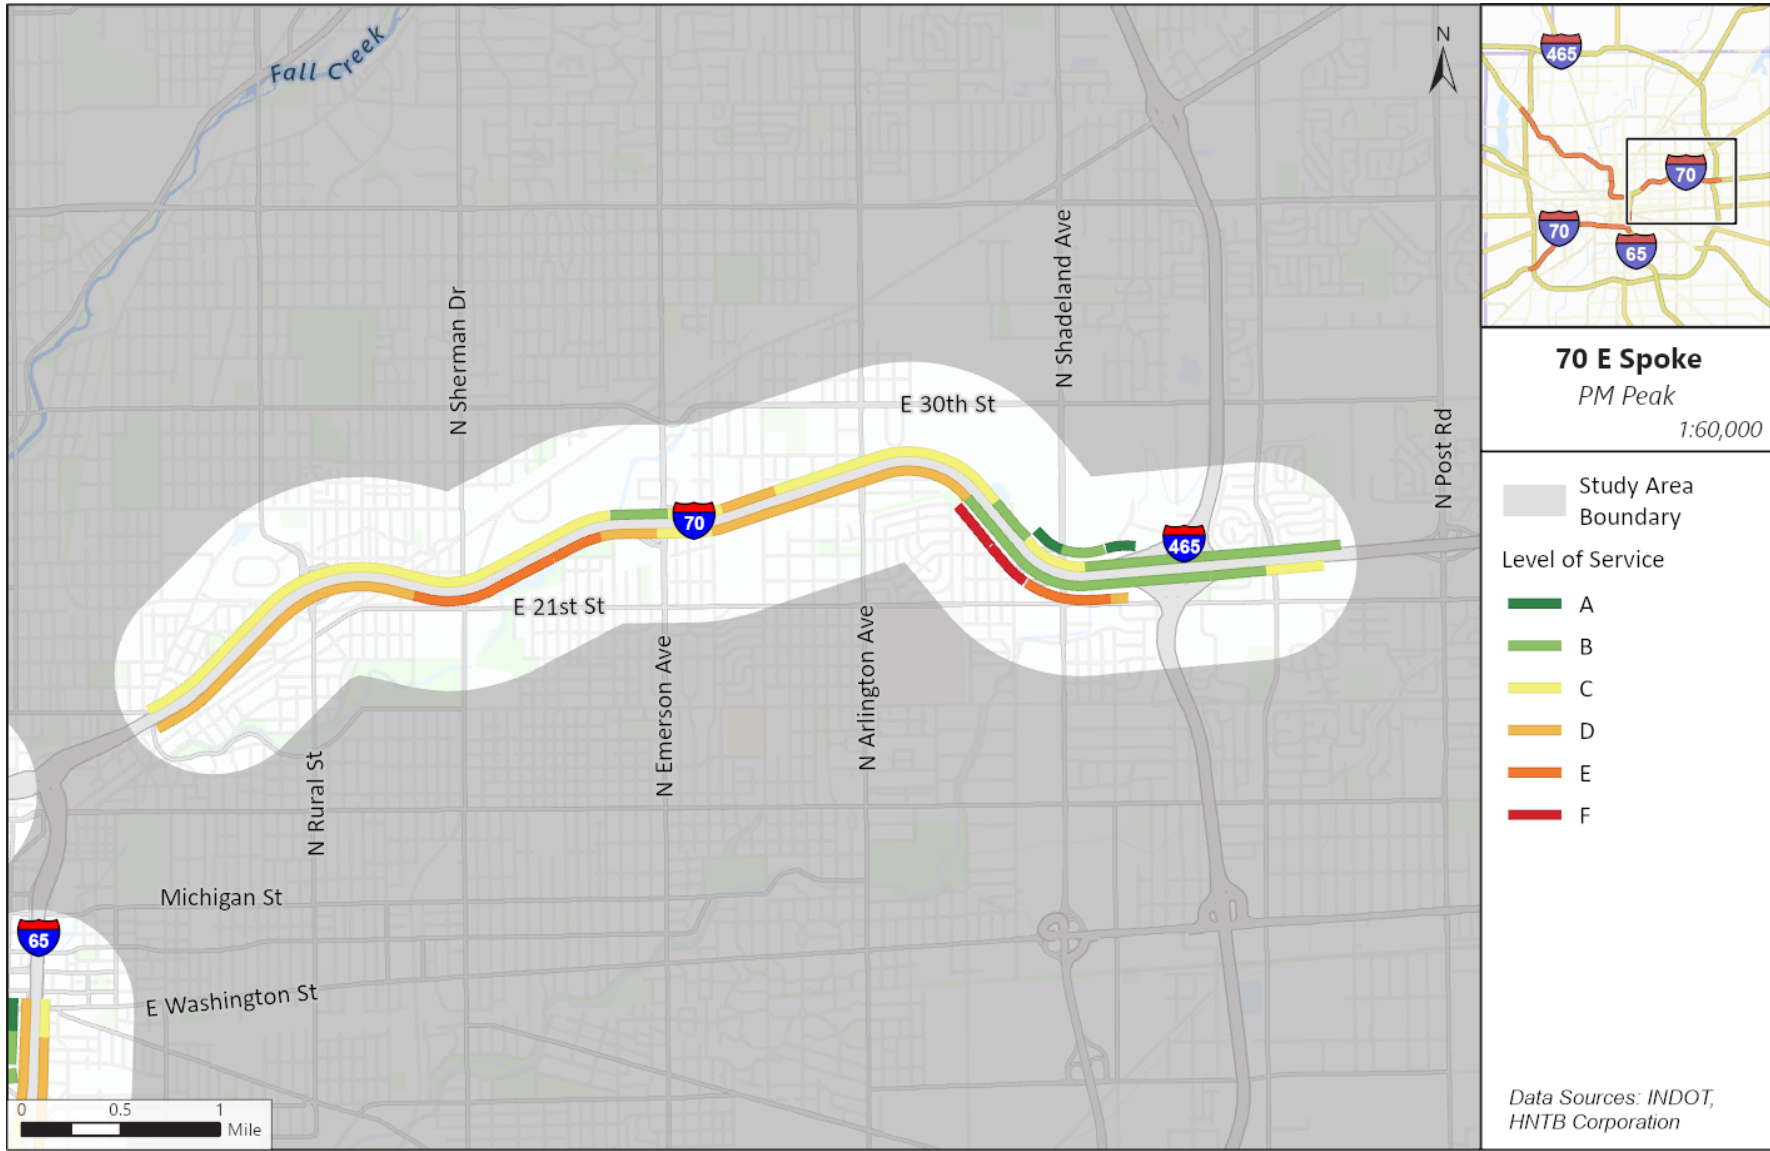 Fall Creek
N
465
70
70
65
N Sherman Dr
N Shadeland Ave
E 30th St
N Post Rd
70
465
E 21st St
N Emerson Ave
N Arlington Ave
N Rural St
Michigan St
65
E Washington St
0 0.5 1
Mile
70 E Spoke
PM Peak
1:60,000
Study Area
Boundary
Level of Service
A
B
C
D
E
F
Data Sources: INDOT,
HNTB Corporation